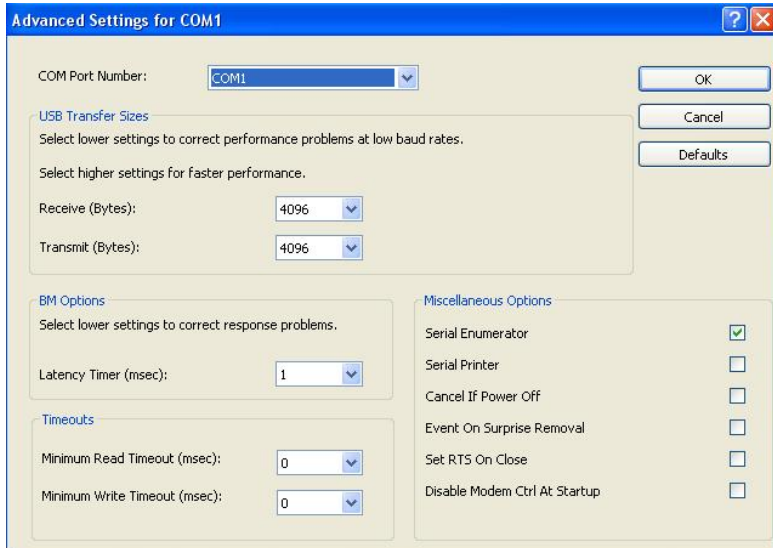 Advanced Settings for COM1
COM Port Number:
COM1
OK
USB Transfer Sizes
Cancel
Select lower settings to correct performance problems at low baud rates.
Defaults
Select higher settings for faster performance.
Receive (Bytes):
4096
Transmit (Bytes):
4096
BM Options
Select lower settings to correct response problems.
Latency Timer (msec):
1
Timeouts
Minimum Read Timeout (msec):
0
Minimum Write Timeout (msec):
0
Miscellaneous Options
Serial Enumerator
Serial Printer
Cancel If Power Off
Event On Surprise Removal
Set RTS On Close
Disable Modem Ctrl At Startup